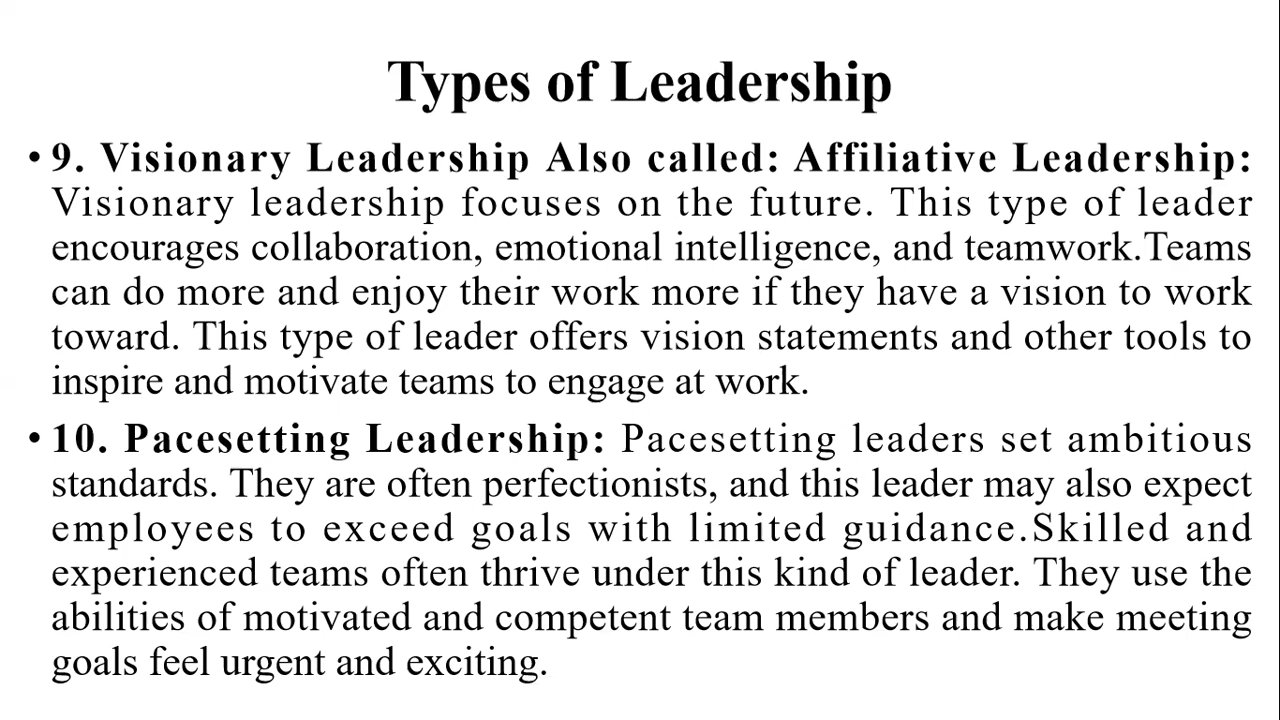 Types of Leadership
• 9. Visionary Leadership Also called: Affiliative Leadership:
Visionary leadership focuses on the future. This type of leader
encourages collaboration, emotional intelligence, and teamwork.Teams
can do more and enjoy their work more if they have a vision to work
toward. This type of leader offers vision statements and other tools to
inspire and motivate teams to engage at work.
• 10. Pacesetting Leadership: Pacesetting leaders set ambitious
standards. They are often perfectionists, and this leader may also expect
employees to exceed goals with limited guidance.Skilled and
experienced teams often thrive under this kind of leader. They use the
abilities of motivated and competent team members and make meeting
goals feel urgent and exciting.